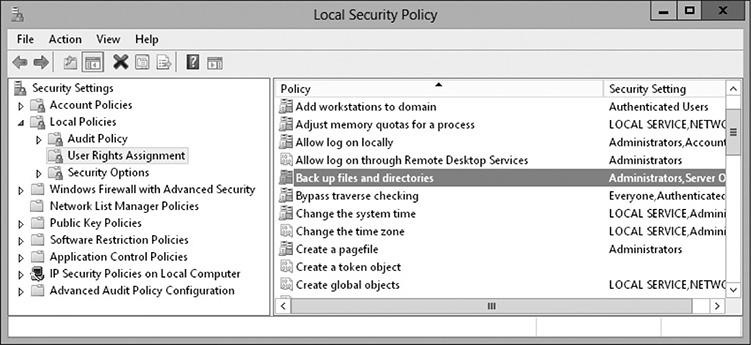 Local Security Policy
File Action View Help
Security Settings
Account Policies
Local Policies
Audit Policy
User Rights Assignment
Security Options
Windows Firewall with Advanced Security
Network List Manager Policies
Public Key Policies
Software Restriction Policies
Application Control Policies
IP Security Policies on Local Computer
Advanced Audit Policy Configuration
Policy Security Setting
Add workstations to domain Authenticated Users
Adjust memory quotas for a process LOCAL SERVICE,NETWO
Allow log on locally Administrators,Account
Allow log on through Remote Desktop Services Administrators
Back up files and directories Administrators,Server O
Bypass traverse checking Everyone,Authenticated
Change the system time LOCAL SERVICE,Admini
Change the time zone LOCAL SERVICE,Admini
Create a pagefile Administrators
Create a token object
Create global objects LOCAL SERVICE,NETWO